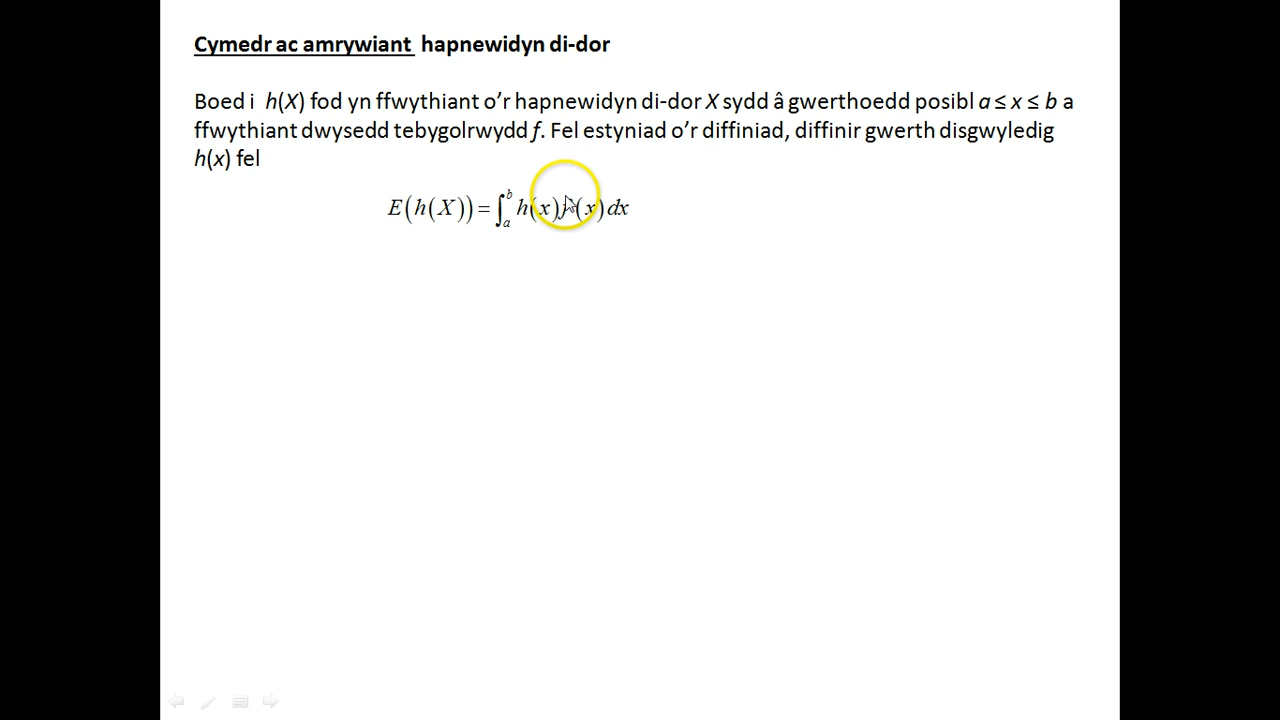 Cymedr ac amrywiant hapnewidyn di-dor
Boed i h(X) fod yn ffwythiant o’r hapnewidyn di-dor X sydd â gwerthoedd posibl a ≤ x ≤ b a
ffwythiant dwysedd tebygolrwydd f. Fel estyniad o’r diffiniad, diffinir gwerth disgwyledig
h(x) fel
E(h(X)) = ∫_a^b h(x)f(x)dx